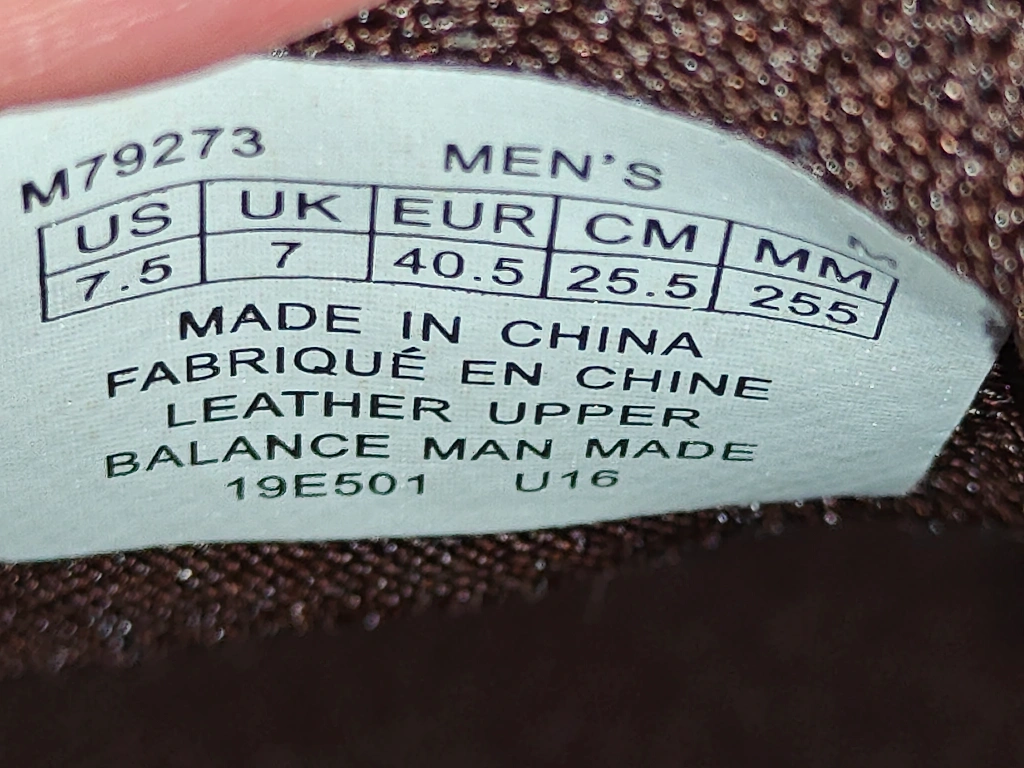 M79273 MEN'S M
US UK EUR CM MM
7.5 7 40.5 25.5 255
MADE IN CHINA
FABRIQUÉ EN CHINE
LEATHER UPPER
BALANCE MAN MADE
19E501 U16